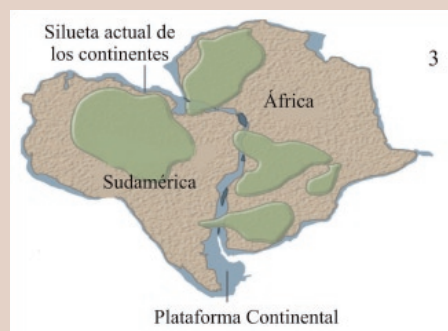 Silueta actual de
los continentes
3
África
Sudamérica
Plataforma Continental